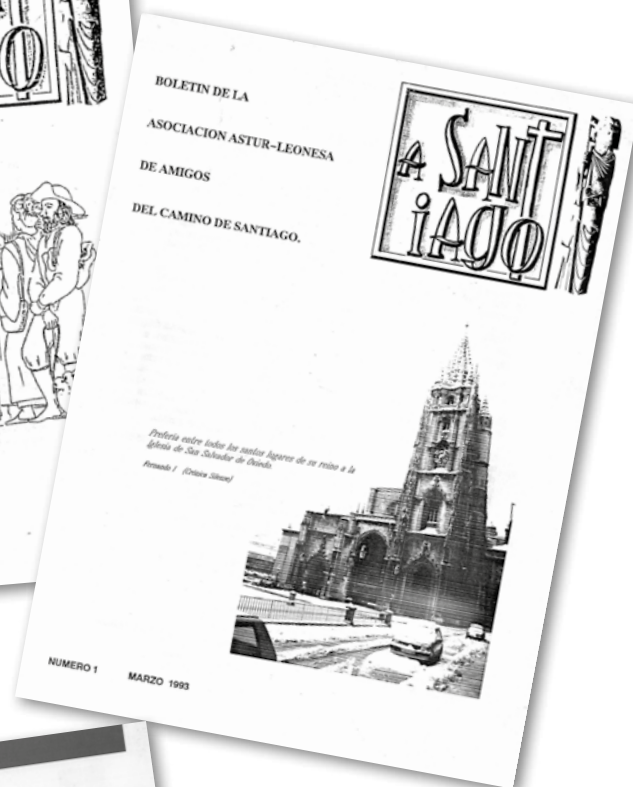 BOLETIN DE LA
ASOCIACION ASTUR-LEONESA
DE AMIGOS
DEL CAMINO DE SANTIAGO.
A SANT
iAGO
Prefería entre todos los santos lugares de su reino a la
Iglesia de San Salvador de Oviedo.
Fernando I (Crónica Silense)
NUMERO 1 MARZO 1993
O